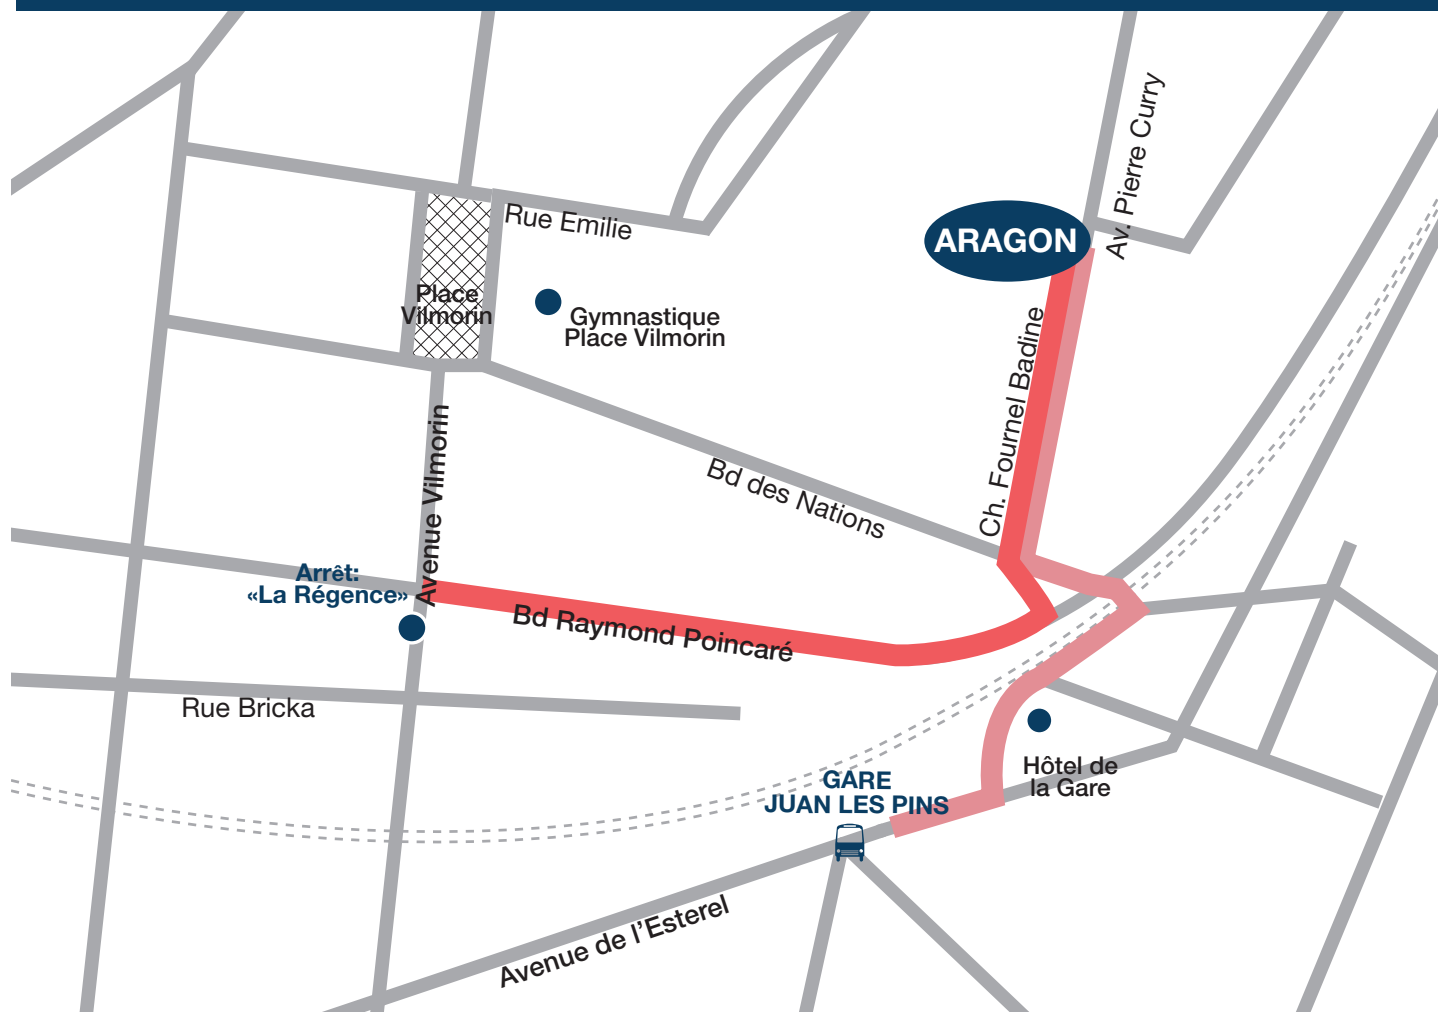 Av. Pierre Curry
Rue Emilie
ARAGON
Place
Vilmorin
Gymnastique
Place Vilmorin
Ch. Fournel Badine
Avenue Vilmorin
Bd des Nations
Arrêt:
«La Régence»
Bd Raymond Poincaré
Rue Bricka
GARE
JUAN LES PINS
Hôtel de
la Gare
Avenue de l’Esterel